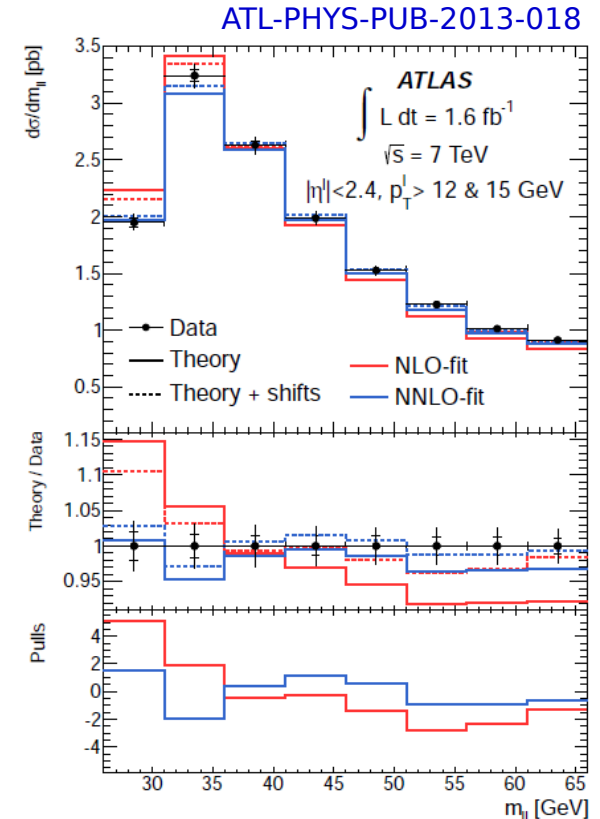 ATL-PHYS-PUB-2013-018
dσ/dm_ll [pb]
3.5
3
2.5
2
1.5
1
0.5
ATLAS
∫ L dt = 1.6 fb⁻¹
√s = 7 TeV
|ηˡ|<2.4, p_Tˡ> 12 & 15 GeV
Data
Theory
Theory + shifts
NLO-fit
NNLO-fit
Theory / Data
1.15
1.1
1.05
1
0.95
Pulls
4
2
0
-2
-4
30 35 40 45 50 55 60 65
m_ll [GeV]